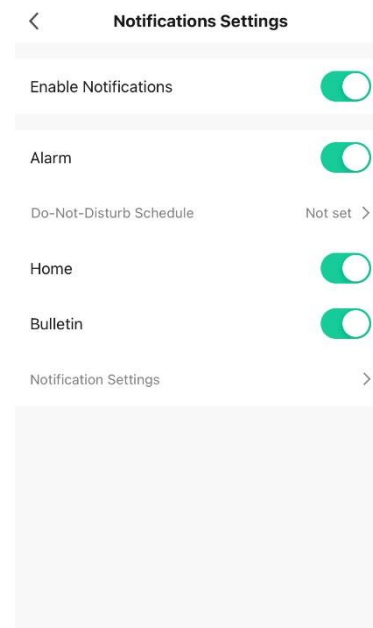 Notifications Settings
Enable Notifications
Alarm
Do-Not-Disturb Schedule Not set
Home
Bulletin
Notification Settings